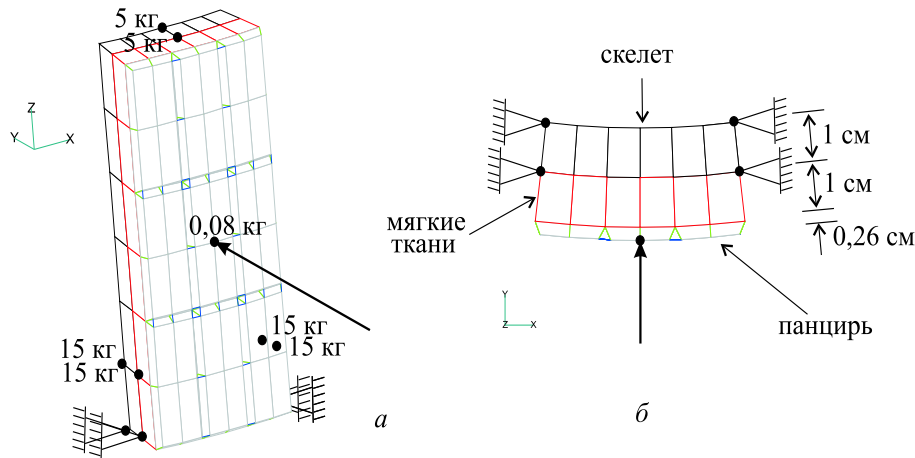 5 кг
5 кг
Z
Y
X
0,08 кг
15 кг
15 кг
15 кг
15 кг
а
скелет
1 см
1 см
0,26 см
мягкие
ткани
Y
Z
X
панцирь
б